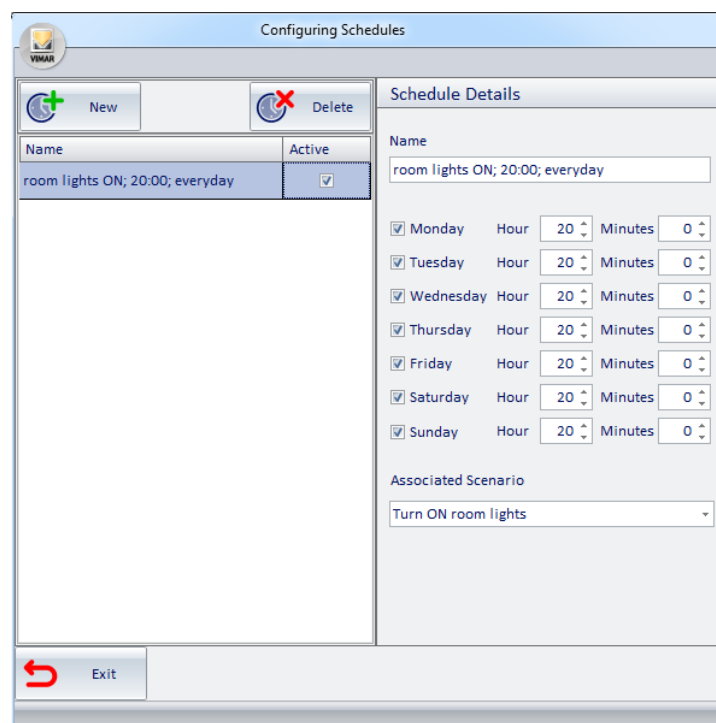 Configuring Schedules
VIMAR
New
Delete
Name Active
room lights ON; 20:00; everyday
Schedule Details
Name
room lights ON; 20:00; everyday
Monday Hour 20 Minutes 0
Tuesday Hour 20 Minutes 0
Wednesday Hour 20 Minutes 0
Thursday Hour 20 Minutes 0
Friday Hour 20 Minutes 0
Saturday Hour 20 Minutes 0
Sunday Hour 20 Minutes 0
Associated Scenario
Turn ON room lights
Exit